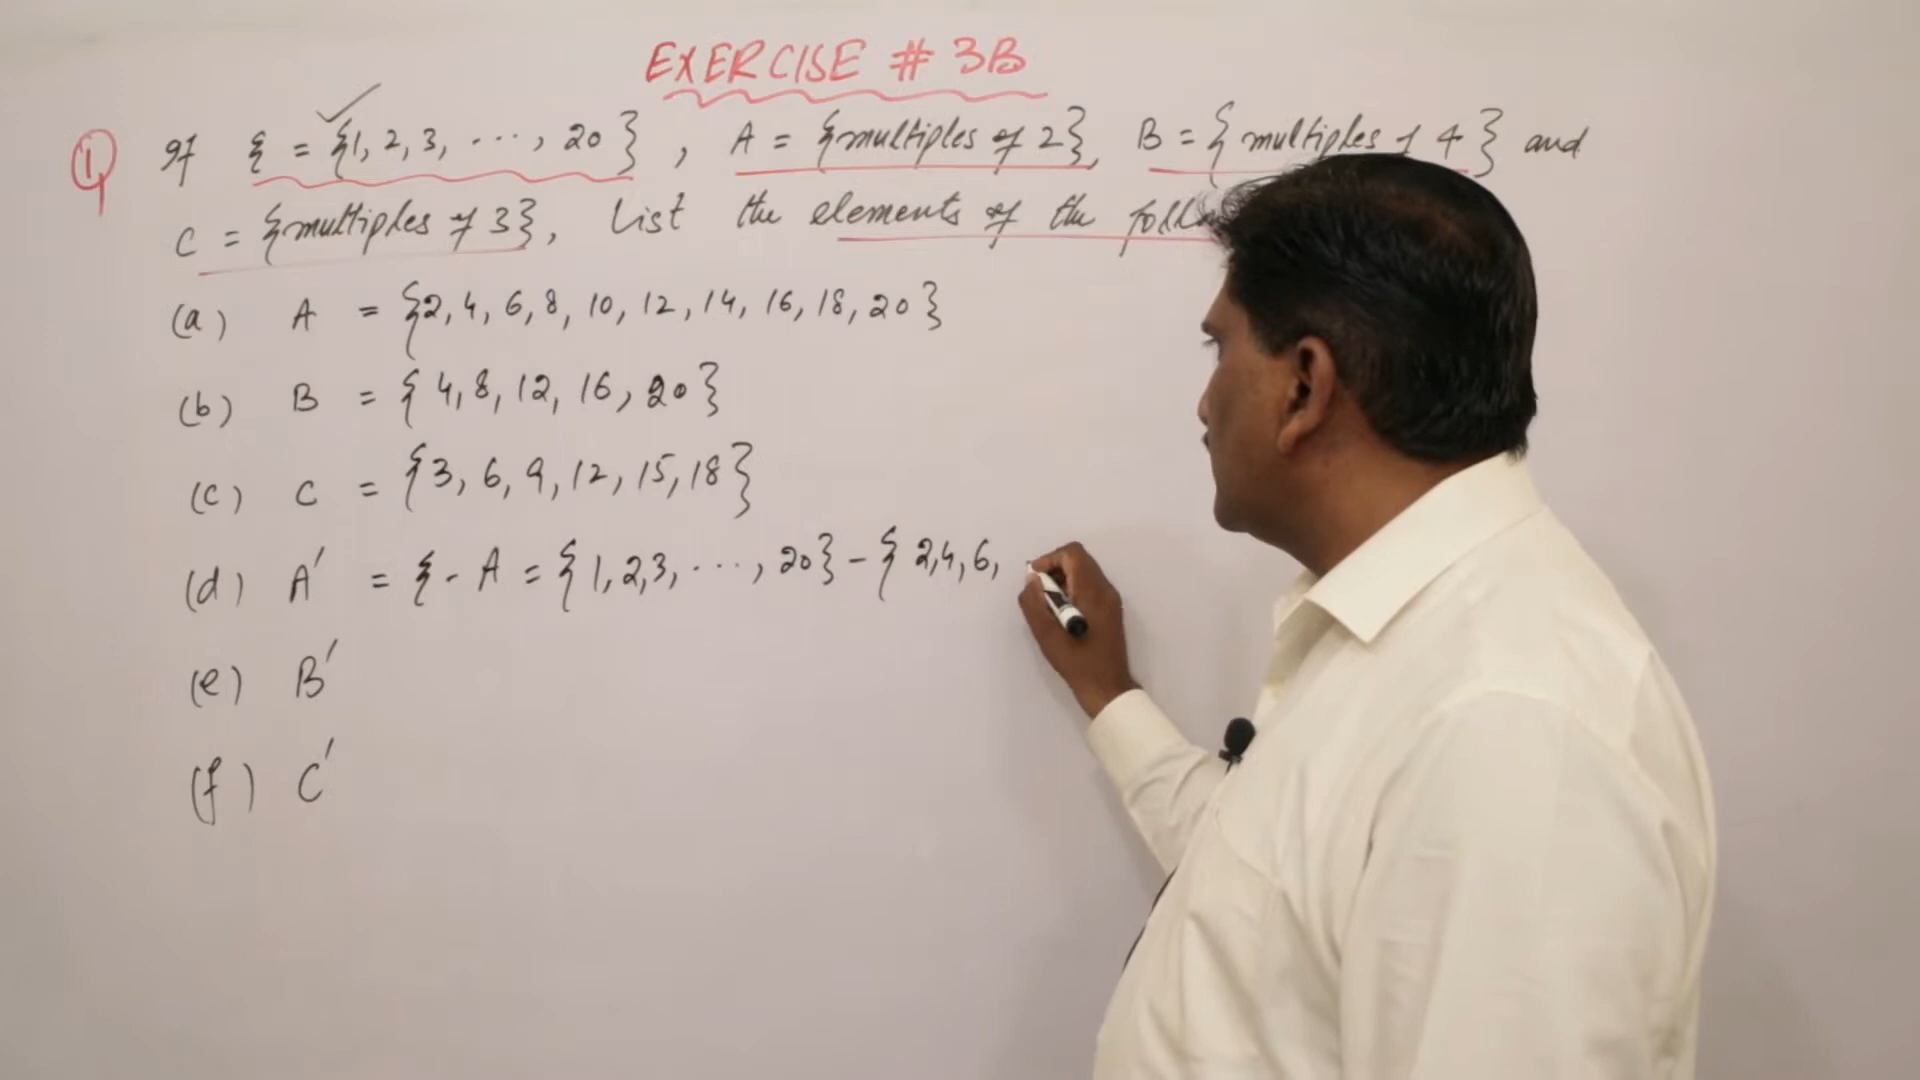 EXERCISE # 3B
1 If ξ = {1, 2, 3, ..., 20}, A = {multiples of 2}, B = {multiples of 4} and
C = {multiples of 3}, List the elements of the
(a) A = {2, 4, 6, 8, 10, 12, 14, 16, 18, 20}
(b) B = {4, 8, 12, 16, 20}
(c) C = {3, 6, 9, 12, 15, 18}
(d) A' = ξ - A = {1, 2, 3, ..., 20} - {2, 4, 6,
(e) B'
(f) C'